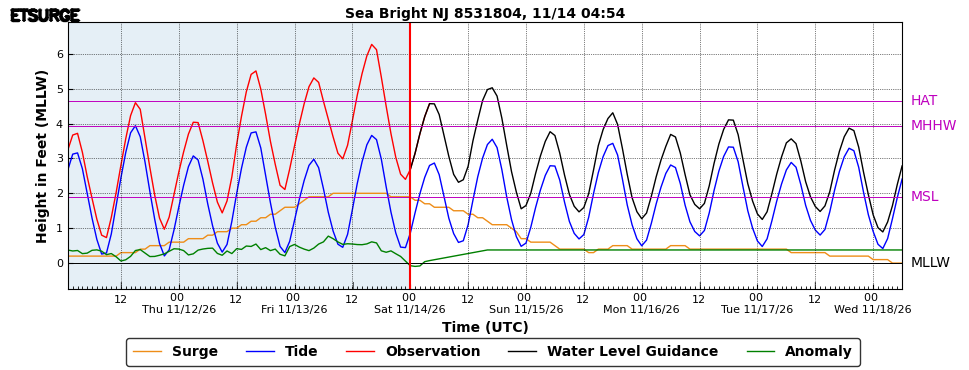 ETSURGE
Sea Bright NJ 8531804, 11/14 04:54
Height in Feet (MLLW)
6
5
4
3
2
1
0
HAT
MHHW
MSL
MLLW
12 00 12 00 12 00 12 00 12 00 12 00 12 00
Thu 11/12/26 Fri 11/13/26 Sat 11/14/26 Sun 11/15/26 Mon 11/16/26 Tue 11/17/26 Wed 11/18/26
Time (UTC)
Surge Tide Observation Water Level Guidance Anomaly